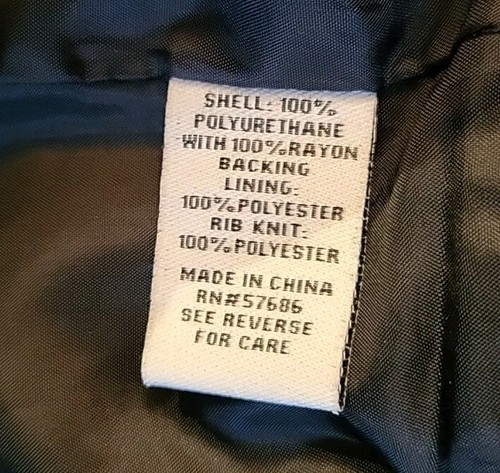 SHELL: 100%
POLYURETHANE
WITH 100%RAYON
BACKING
LINING:
100%POLYESTER
RIB KNIT:
100%POLYESTER
MADE IN CHINA
RN#57686
SEE REVERSE
FOR CARE